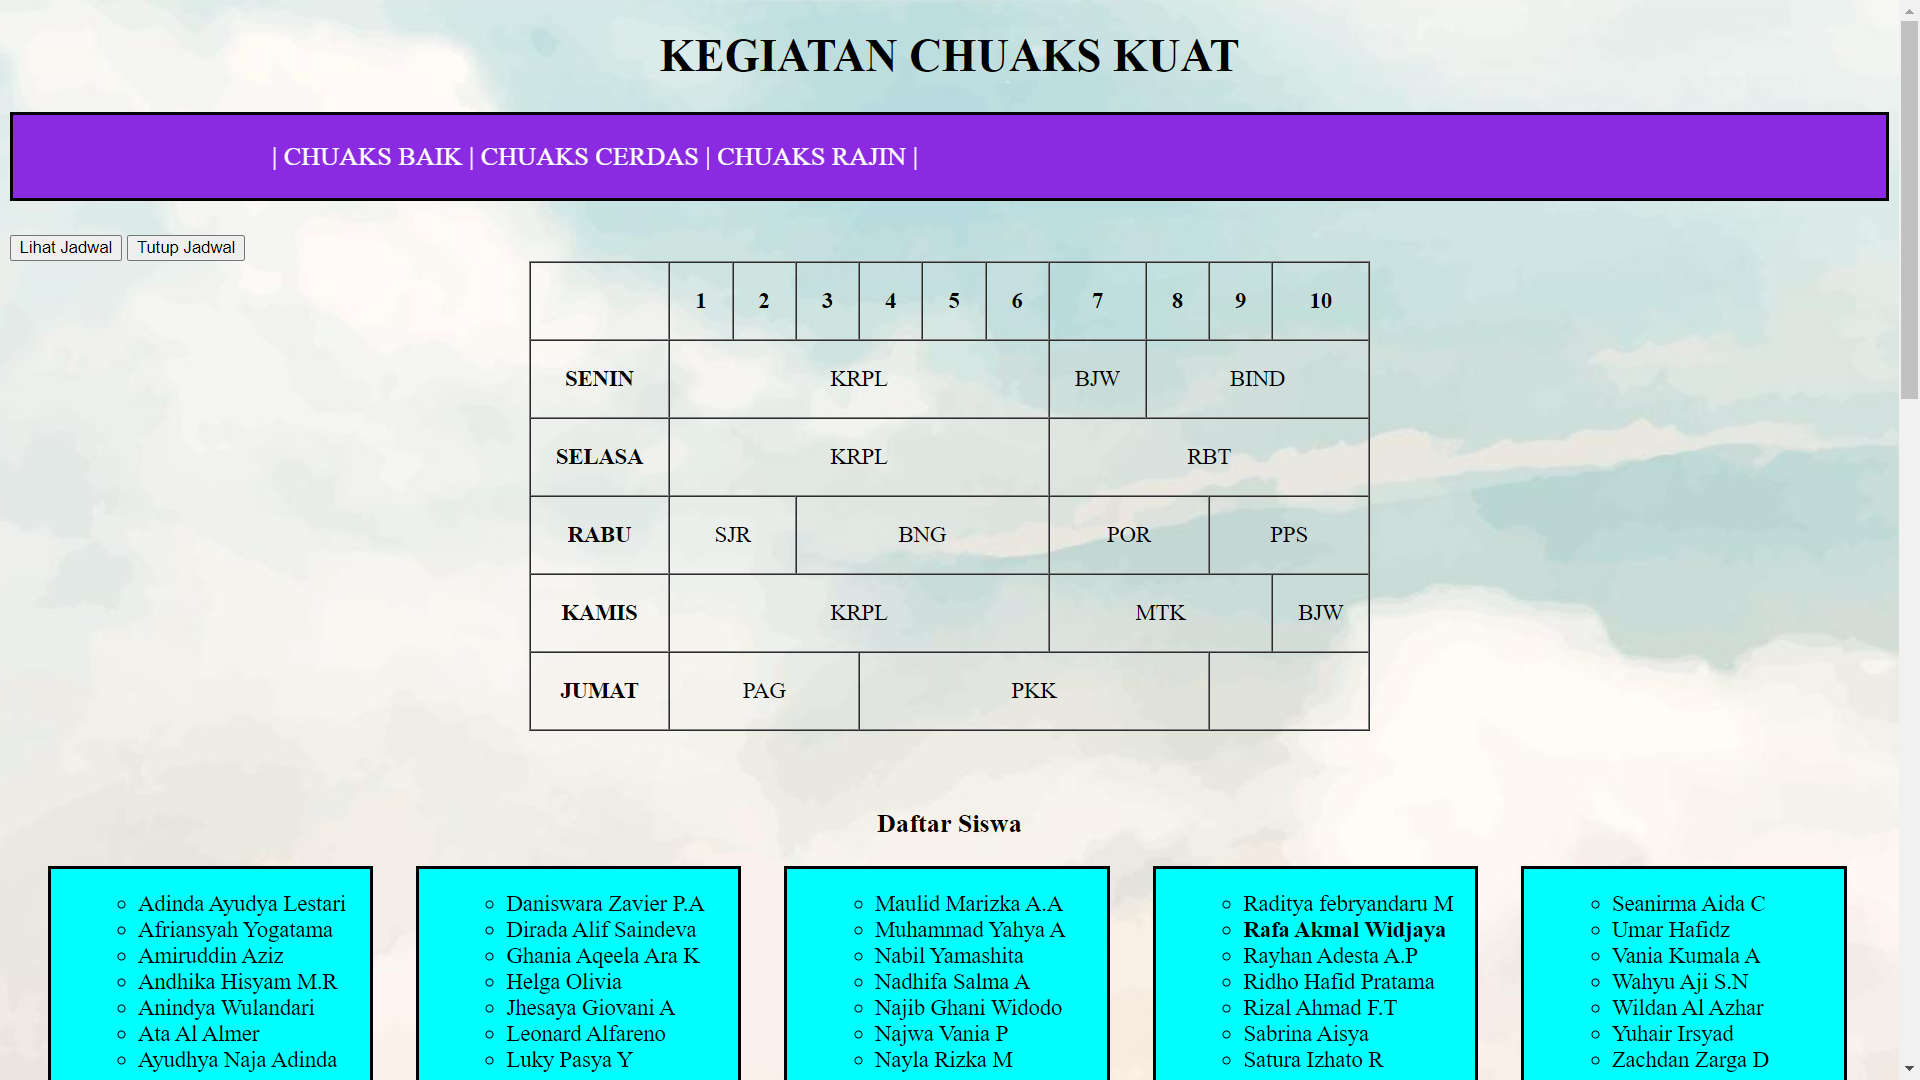 KEGIATAN CHUAKS KUAT
| CHUAKS BAIK | CHUAKS CERDAS | CHUAKS RAJIN |
Lihat Jadwal Tutup Jadwal
1 2 3 4 5 6 7 8 9 10
SENIN KRPL BJW BIND
SELASA KRPL RBT
RABU SJR BNG POR PPS
KAMIS KRPL MTK BJW
JUMAT PAG PKK
Daftar Siswa
Adinda Ayudya Lestari
Afriansyah Yogatama
Amiruddin Aziz
Andhika Hisyam M.R
Anindya Wulandari
Ata Al Almer
Ayudhya Naja Adinda
Daniswara Zavier P.A
Dirada Alif Saindeva
Ghania Aqeela Ara K
Helga Olivia
Jhesaya Giovani A
Leonard Alfareno
Luky Pasya Y
Maulid Marizka A.A
Muhammad Yahya A
Nabil Yamashita
Nadhifa Salma A
Najib Ghani Widodo
Najwa Vania P
Nayla Rizka M
Raditya febryandaru M
Rafa Akmal Widjaya
Rayhan Adesta A.P
Ridho Hafid Pratama
Rizal Ahmad F.T
Sabrina Aisya
Satura Izhato R
Seanirma Aida C
Umar Hafidz
Vania Kumala A
Wahyu Aji S.N
Wildan Al Azhar
Yuhair Irsyad
Zachdan Zarga D